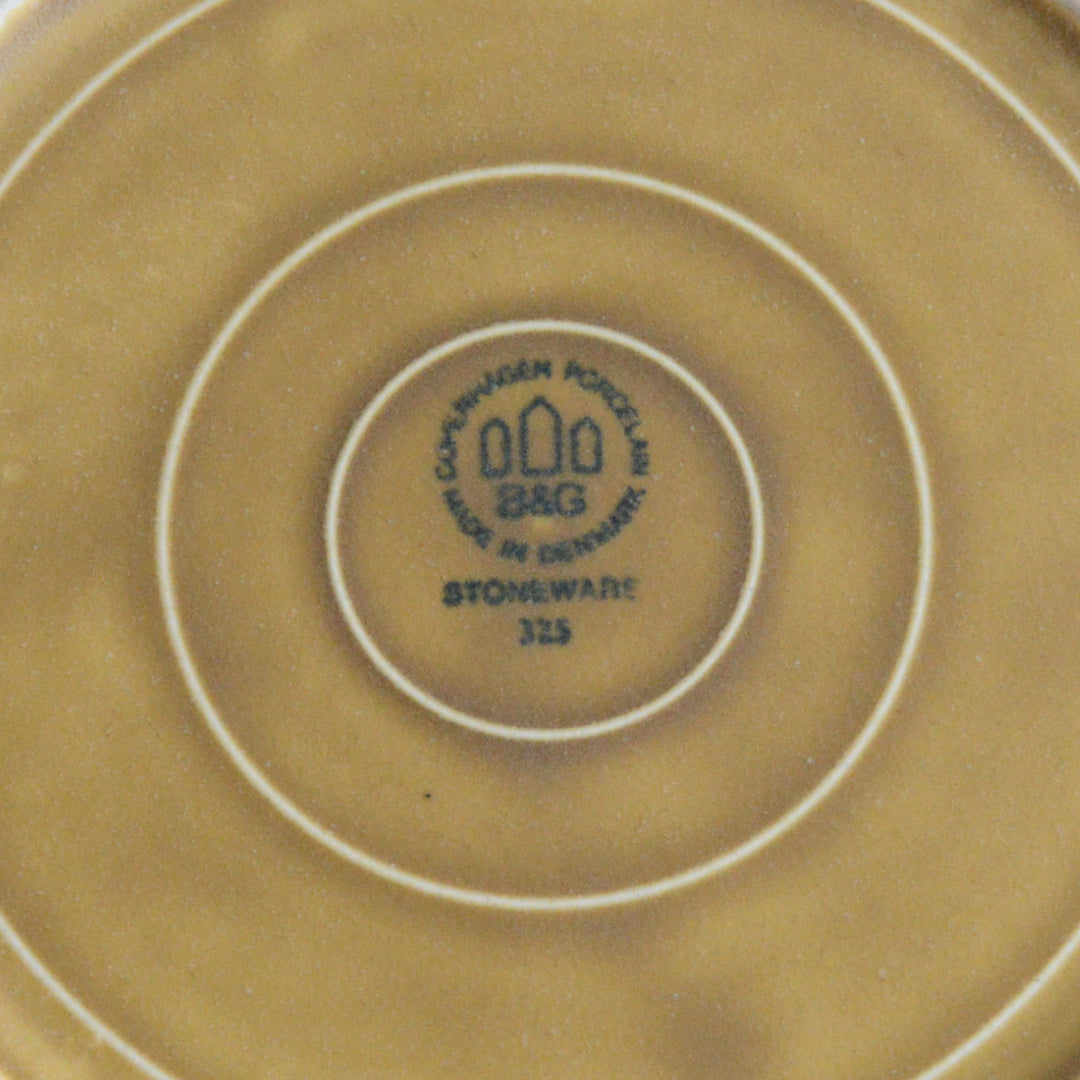 COPENHAGEN PORCELAIN
B&G
MADE IN DENMARK
STONEWARE
325